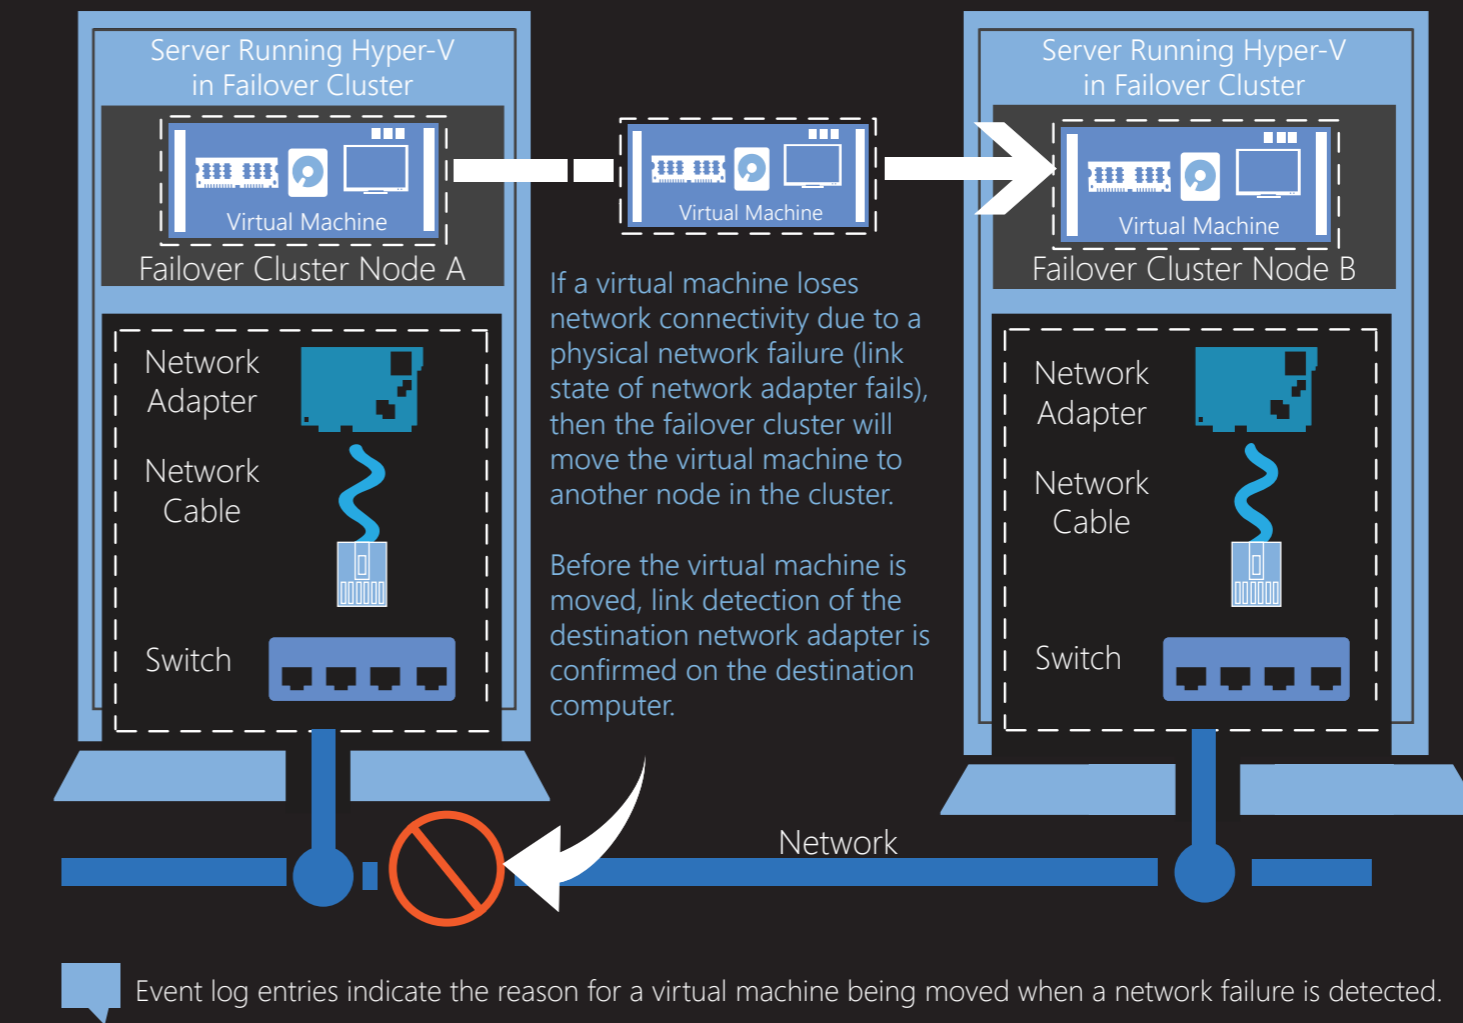 Server Running Hyper-V
in Failover Cluster
Virtual Machine
Failover Cluster Node A
Network
Adapter
Network
Cable
Switch
Virtual Machine
If a virtual machine loses
network connectivity due to a
physical network failure (link
state of network adapter fails),
then the failover cluster will
move the virtual machine to
another node in the cluster.
Before the virtual machine is
moved, link detection of the
destination network adapter is
confirmed on the destination
computer.
Server Running Hyper-V
in Failover Cluster
Virtual Machine
Failover Cluster Node B
Network
Adapter
Network
Cable
Switch
Network
Event log entries indicate the reason for a virtual machine being moved when a network failure is detected.